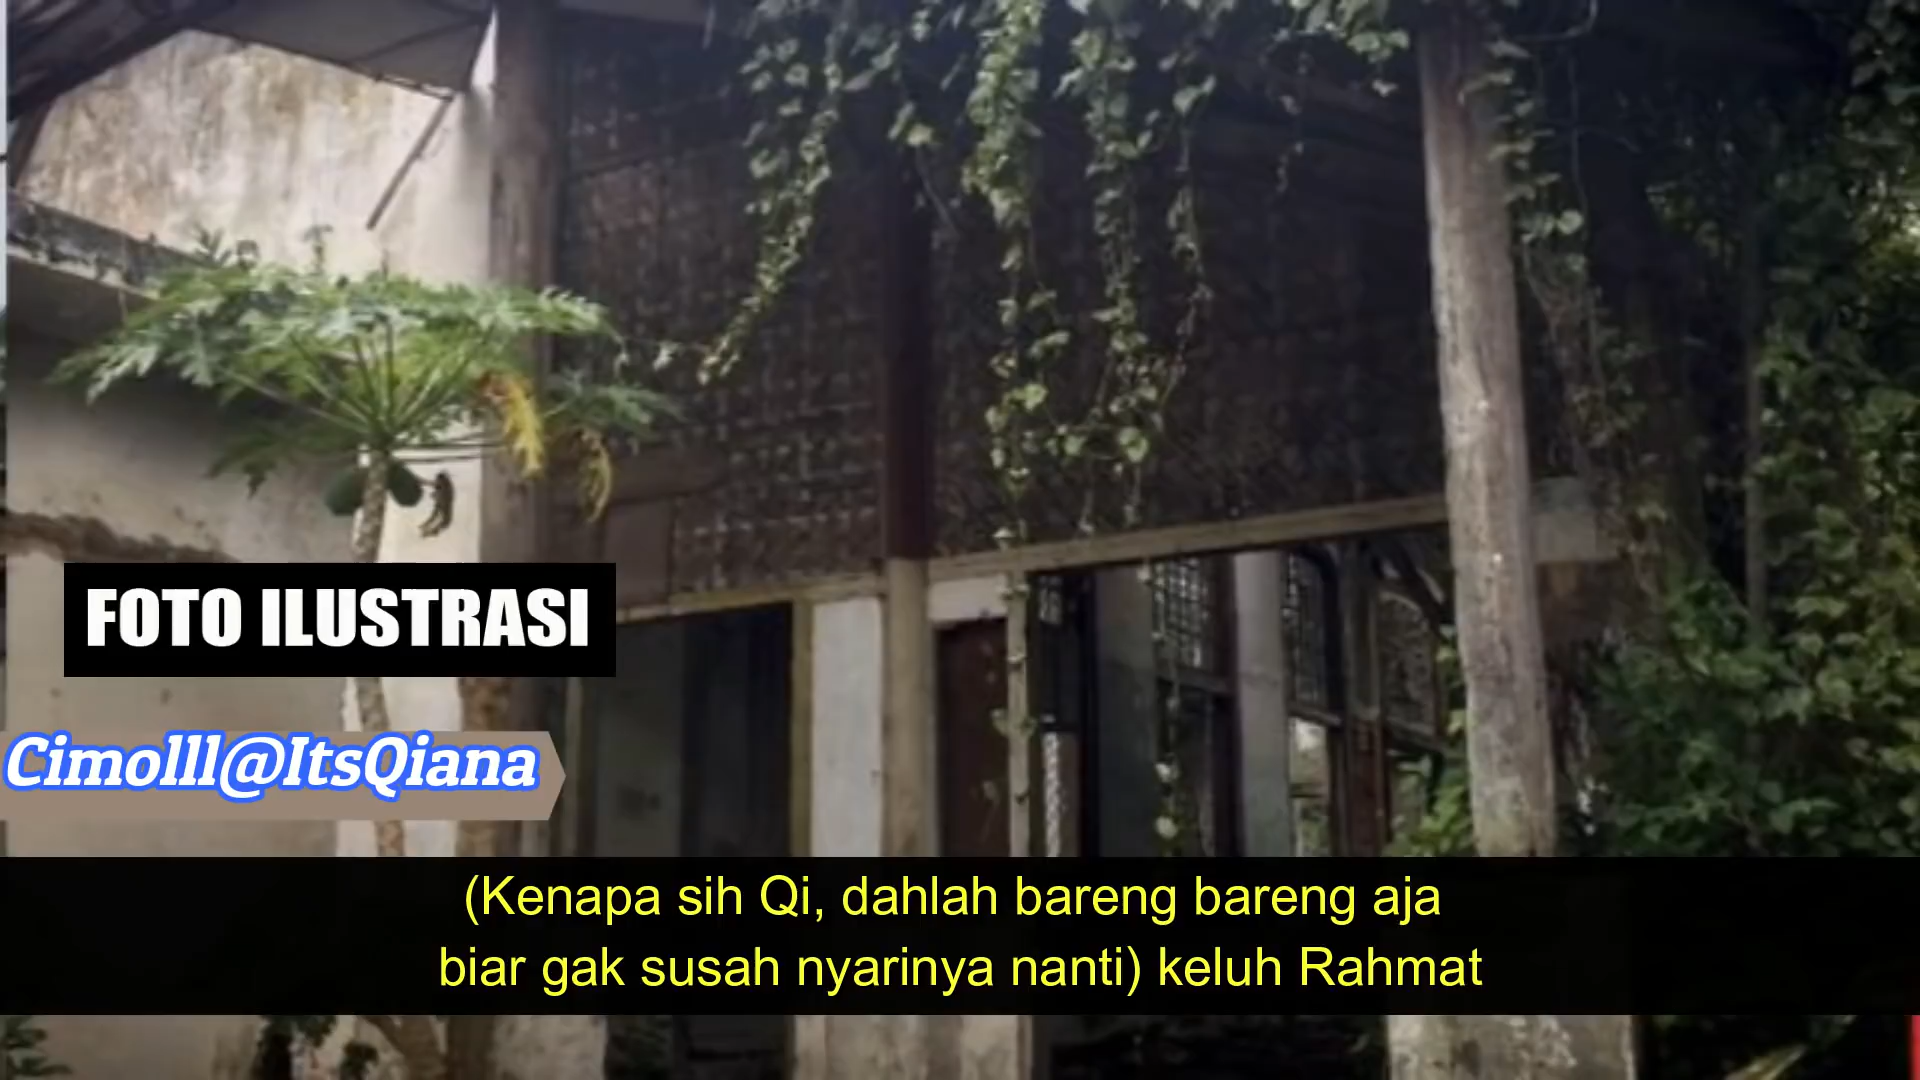 FOTO ILUSTRASI
Cimolll@ItsQiana
(Kenapa sih Qi, dahlah bareng bareng aja
biar gak susah nyarinya nanti) keluh Rahmat